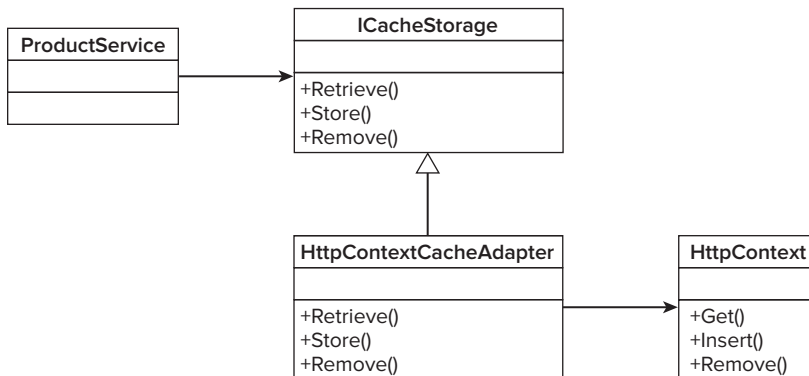 ProductService
ICacheStorage
+Retrieve()
+Store()
+Remove()
HttpContextCacheAdapter
+Retrieve()
+Store()
+Remove()
HttpContext
+Get()
+Insert()
+Remove()